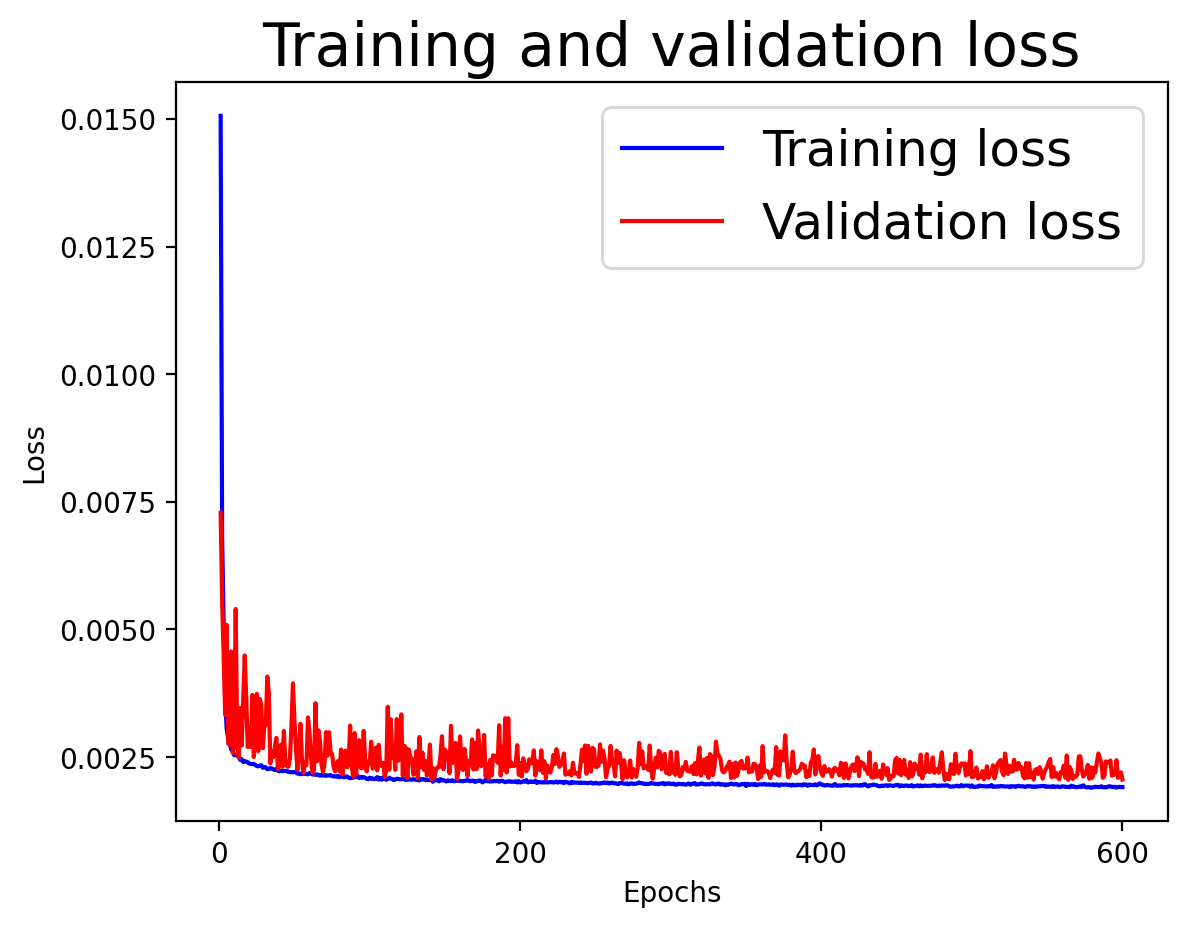 Training and validation loss
Training loss
Validation loss
0.0150
0.0125
0.0100
0.0075
0.0050
0.0025
Loss
0
200
400
600
Epochs